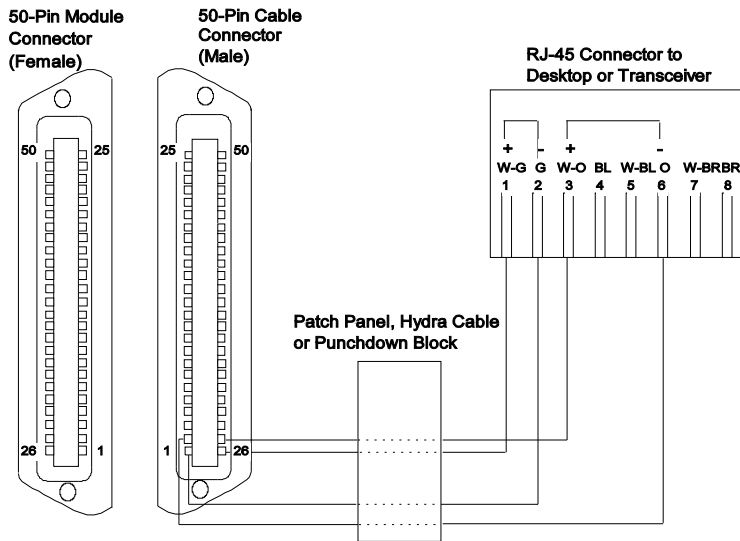 50-Pin Module
Connector
(Female)
50-Pin Cable
Connector
(Male)
RJ-45 Connector to
Desktop or Transceiver
+ - + -
W-G G W-O BL W-BL O W-BR BR
1 2 3 4 5 6 7 8
50 25
25 50
Patch Panel, Hydra Cable
or Punchdown Block
26 1
1 26